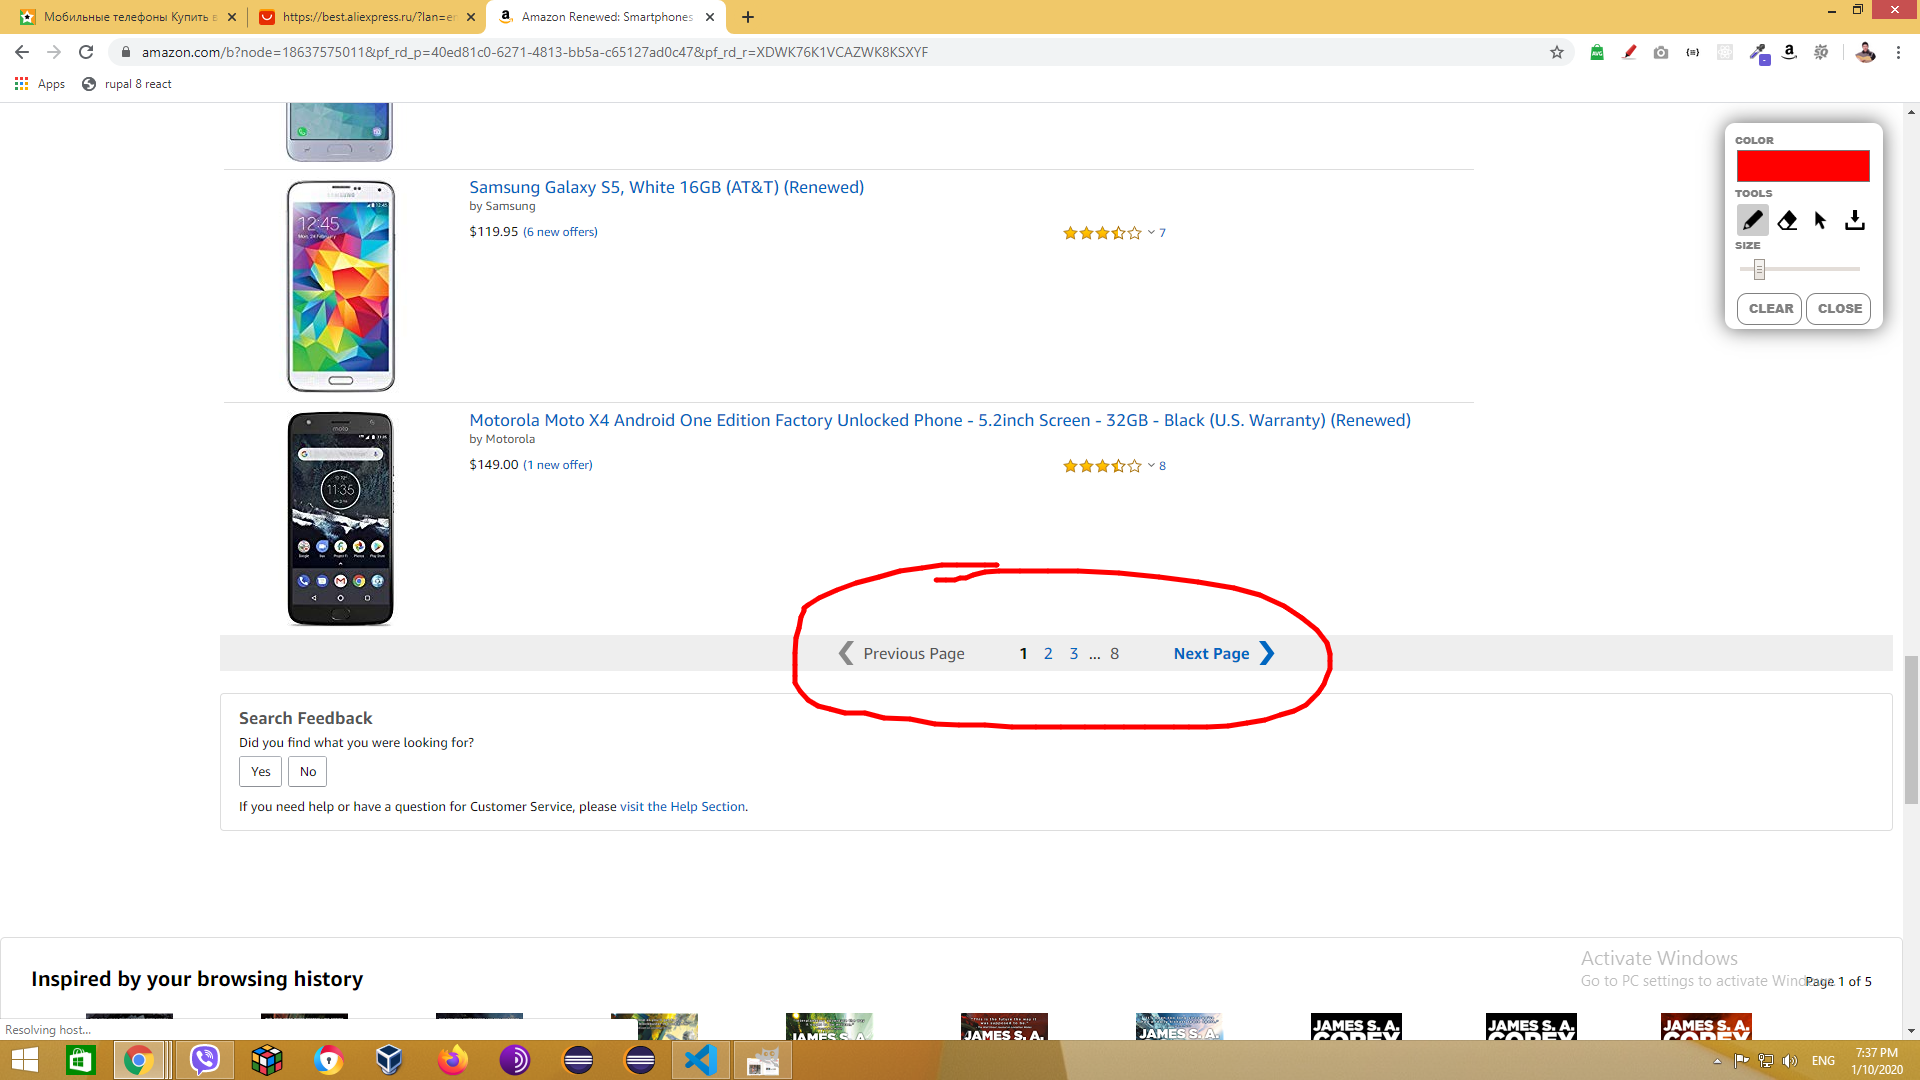 Мобильные телефоны Купить в
https://best.aliexpress.ru/?lan=en
Amazon Renewed: Smartphones
amazon.com/b?node=18637575011&pf_rd_p=40ed81c0-6271-4813-bb5a-c65127ad0c47&pf_rd_r=XDWK76K1VCAZWK8KSXYF
Apps
rupal 8 react
COLOR
TOOLS
SIZE
CLEAR
CLOSE
Samsung Galaxy S5, White 16GB (AT&T) (Renewed)
by Samsung
$119.95 (6 new offers)
7
12:45
Motorola Moto X4 Android One Edition Factory Unlocked Phone - 5.2inch Screen - 32GB - Black (U.S. Warranty) (Renewed)
by Motorola
$149.00 (1 new offer)
8
moto
11:35
Previous Page
1 2 3 ... 8
Next Page
Search Feedback
Did you find what you were looking for?
Yes
No
If you need help or have a question for Customer Service, please visit the Help Section.
Activate Windows
Go to PC settings to activate Windows.
Inspired by your browsing history
Page 1 of 5
Resolving host...
JAMES S. A.
COREY
JAMES S. A.
COREY
JAMES S. A.
COREY
ENG
7:37 PM
1/10/2020